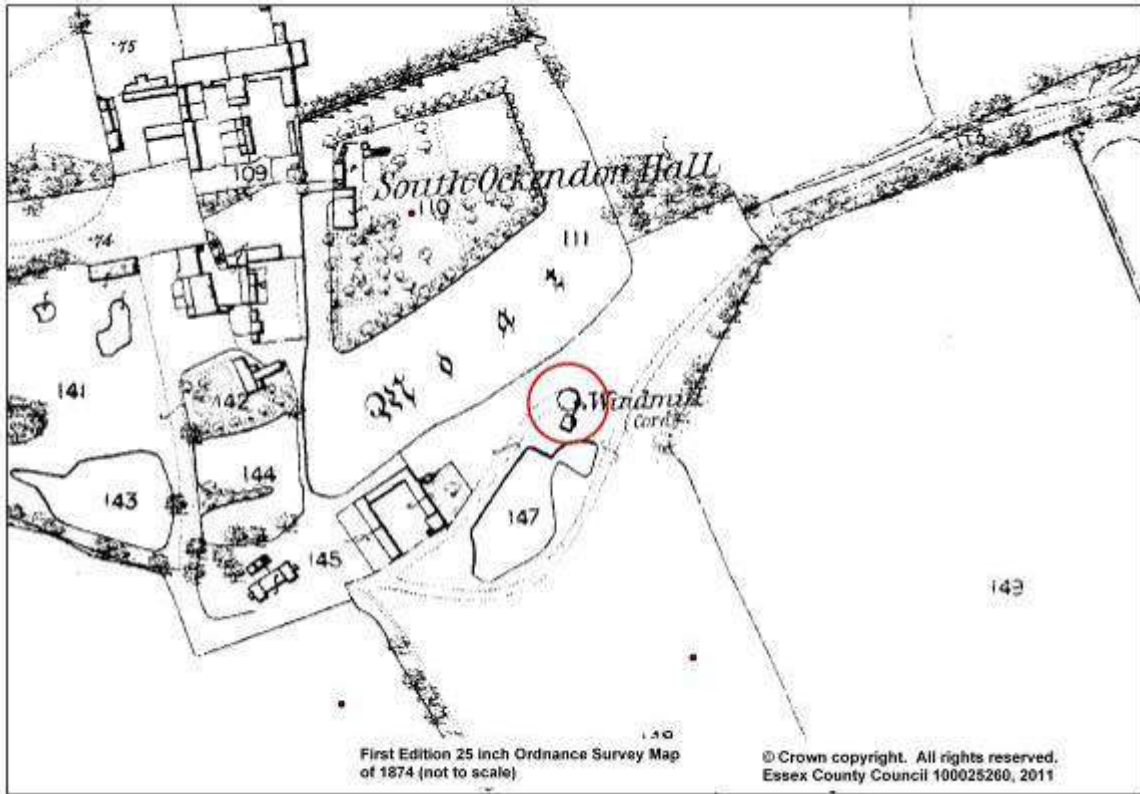 75
109
South Ockendon Hall
110
113
111
74
141
142
Windmill
(Corn)
143
144
147
145
149
First Edition 25 inch Ordnance Survey Map
of 1874 (not to scale)
© Crown copyright. All rights reserved.
Essex County Council 100025260, 2011